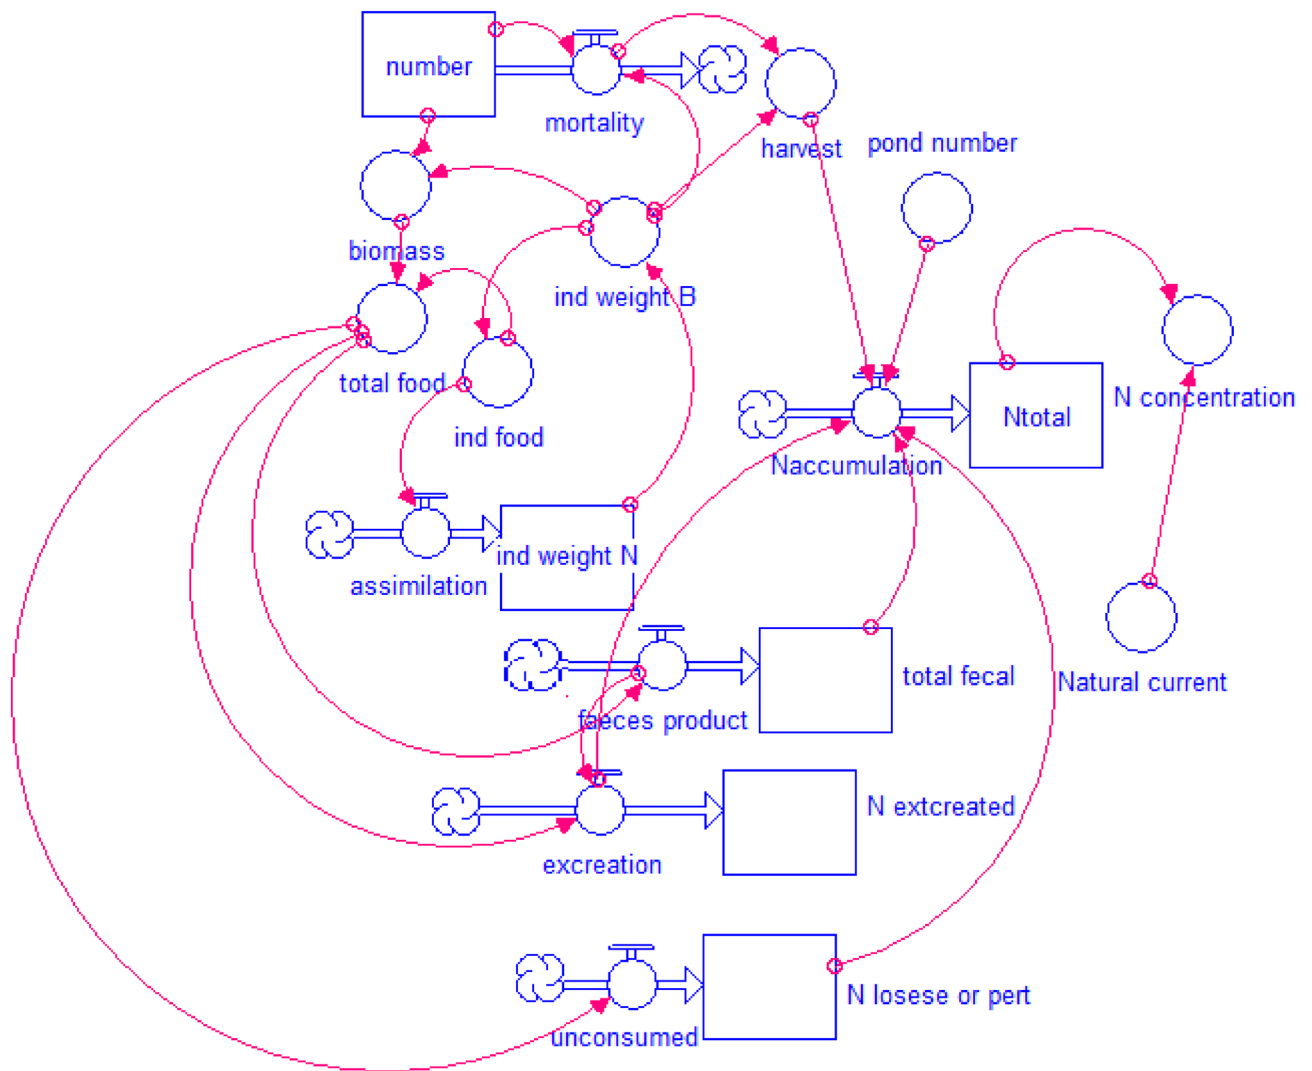 number
mortality
harvest
pond number
biomass
ind weight B
total food
N concentration
Ntotal
ind food
Naccumulation
ind weight N
assimilation
total fecal
Natural current
faeces product
N extcreated
excreation
N losese or pert
unconsumed